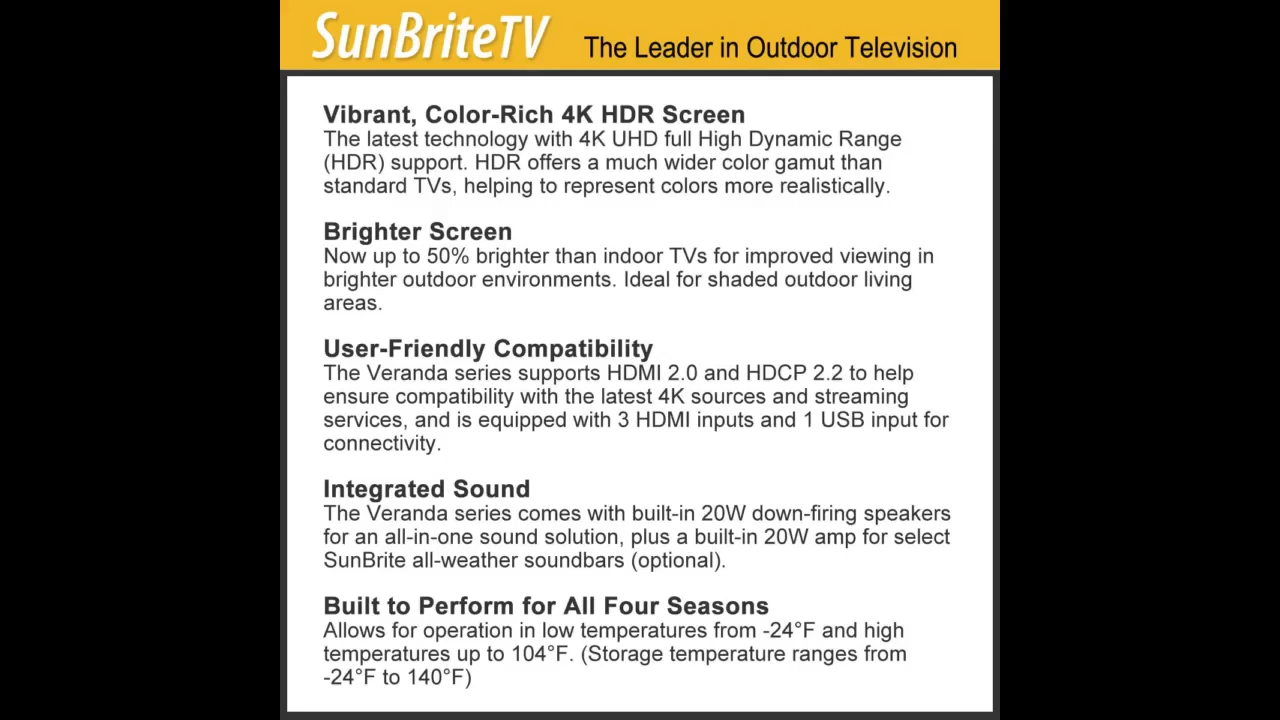 SunBriteTV The Leader in Outdoor Television
Vibrant, Color-Rich 4K HDR Screen
The latest technology with 4K UHD full High Dynamic Range
(HDR) support. HDR offers a much wider color gamut than
standard TVs, helping to represent colors more realistically.
Brighter Screen
Now up to 50% brighter than indoor TVs for improved viewing in
brighter outdoor environments. Ideal for shaded outdoor living
areas.
User-Friendly Compatibility
The Veranda series supports HDMI 2.0 and HDCP 2.2 to help
ensure compatibility with the latest 4K sources and streaming
services, and is equipped with 3 HDMI inputs and 1 USB input for
connectivity.
Integrated Sound
The Veranda series comes with built-in 20W down-firing speakers
for an all-in-one sound solution, plus a built-in 20W amp for select
SunBrite all-weather soundbars (optional).
Built to Perform for All Four Seasons
Allows for operation in low temperatures from -24°F and high
temperatures up to 104°F. (Storage temperature ranges from
-24°F to 140°F)